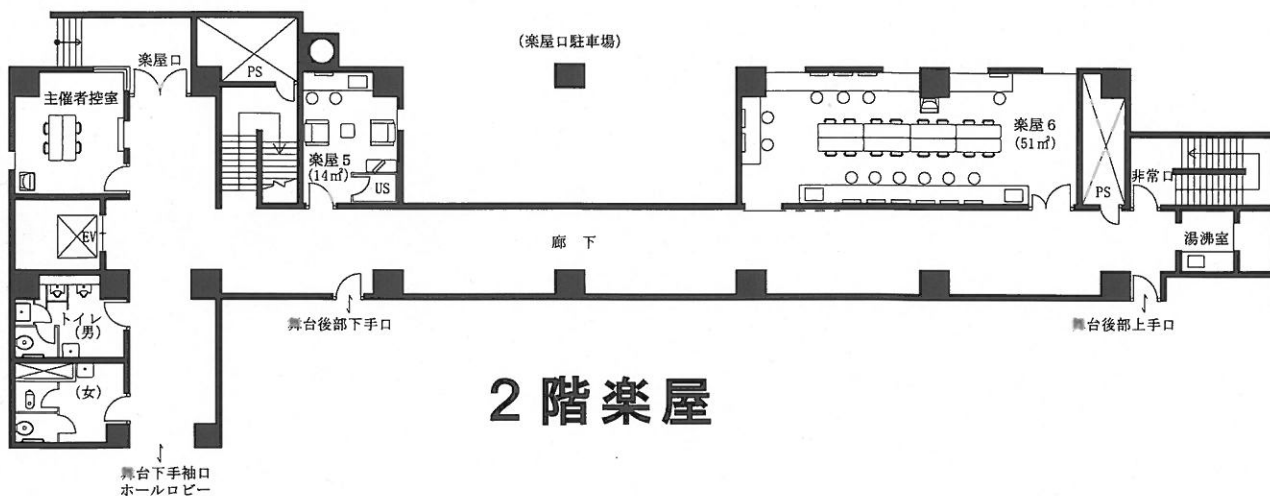 楽屋口
(楽屋口駐車場)
PS
主催者控室
楽屋5
(14㎡)
US
楽屋6
(51㎡)
PS
非常口
EV
廊 下
湯沸室
トイレ
(男)
舞台後部下手口
舞台後部上手口
(女)
2階楽屋
舞台下手袖口
ホールロビー